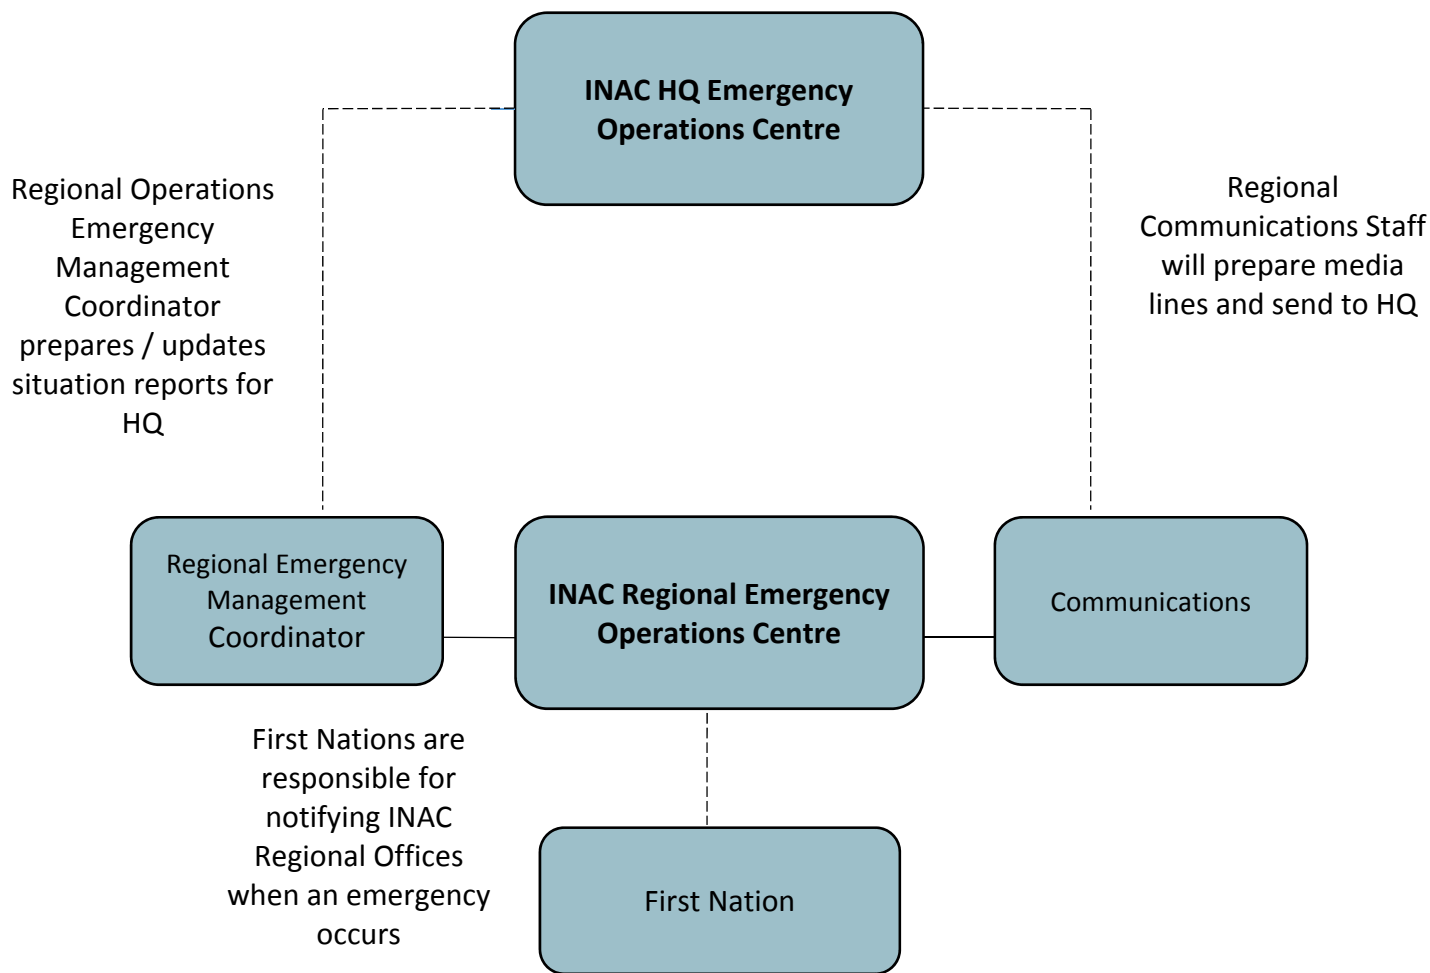 INAC HQ Emergency
Operations Centre
Regional Operations
Emergency
Management
Coordinator
prepares / updates
situation reports for
HQ
Regional
Communications Staff
will prepare media
lines and send to HQ
Regional Emergency
Management
Coordinator
INAC Regional Emergency
Operations Centre
Communications
First Nations are
responsible for
notifying INAC
Regional Offices
when an emergency
occurs
First Nation